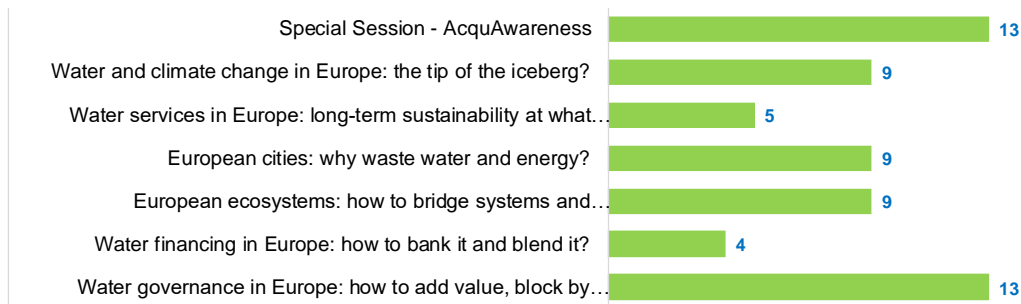 Special Session - AcquAwareness 13
Water and climate change in Europe: the tip of the iceberg? 9
Water services in Europe: long-term sustainability at what… 5
European cities: why waste water and energy? 9
European ecosystems: how to bridge systems and… 9
Water financing in Europe: how to bank it and blend it? 4
Water governance in Europe: how to add value, block by… 13